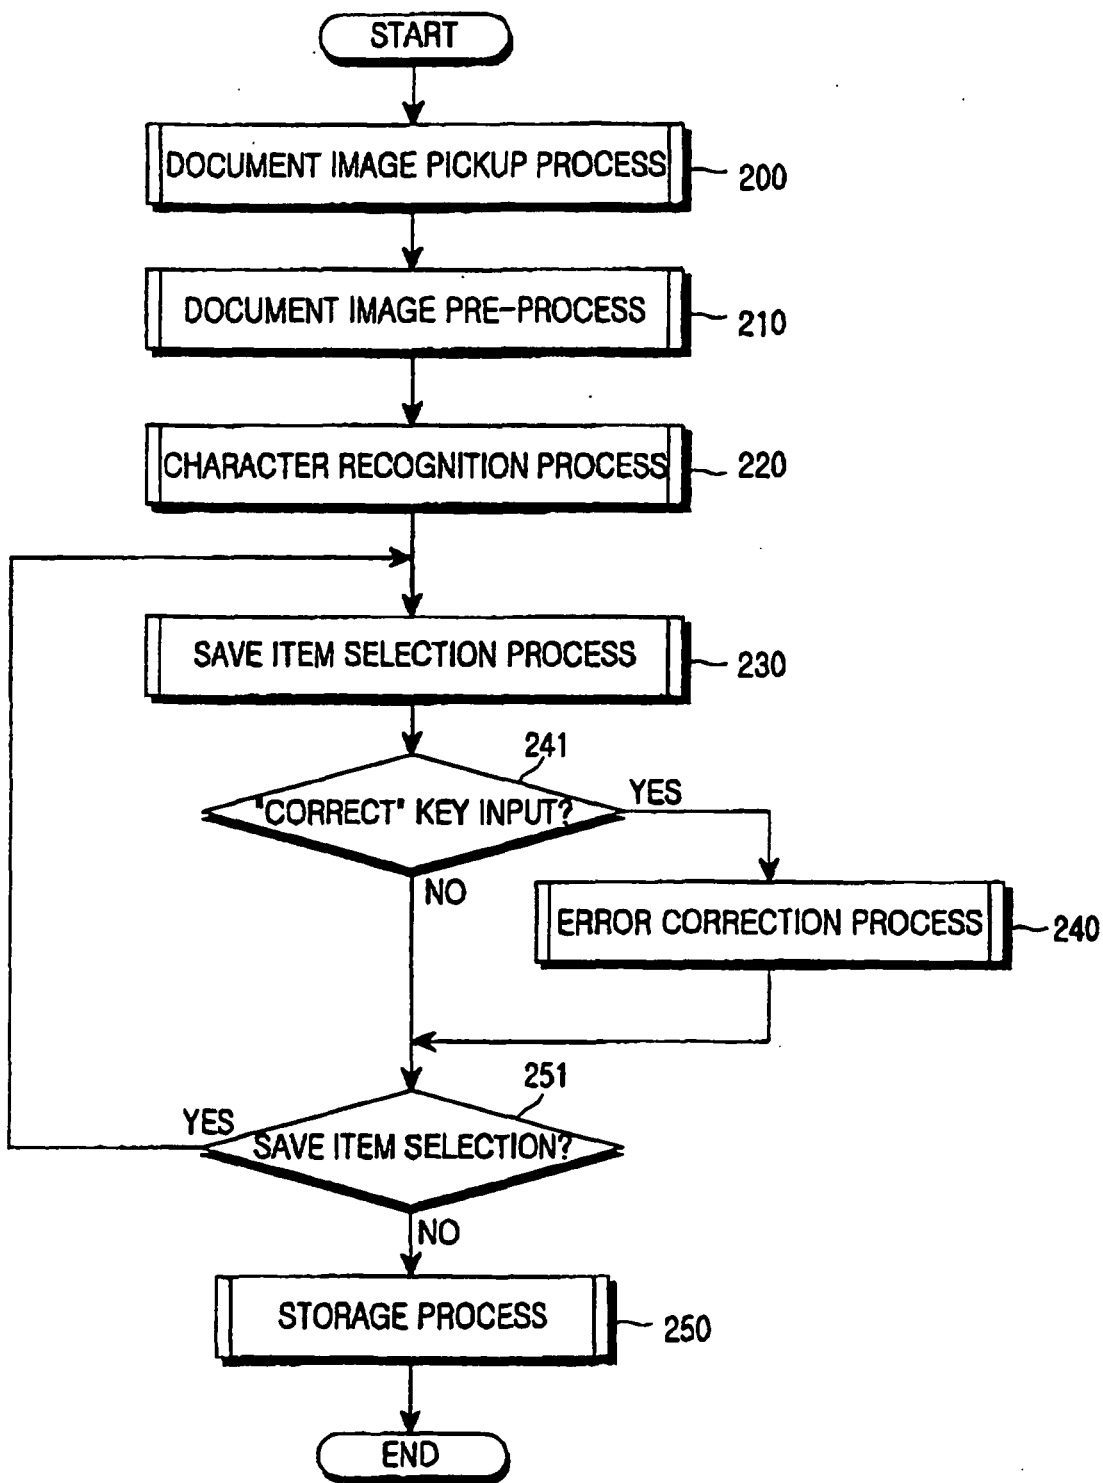 START
DOCUMENT IMAGE PICKUP PROCESS
200
DOCUMENT IMAGE PRE-PROCESS
210
CHARACTER RECOGNITION PROCESS
220
SAVE ITEM SELECTION PROCESS
230
241
"CORRECT" KEY INPUT?
YES
NO
ERROR CORRECTION PROCESS
240
251
YES
SAVE ITEM SELECTION?
NO
STORAGE PROCESS
250
END